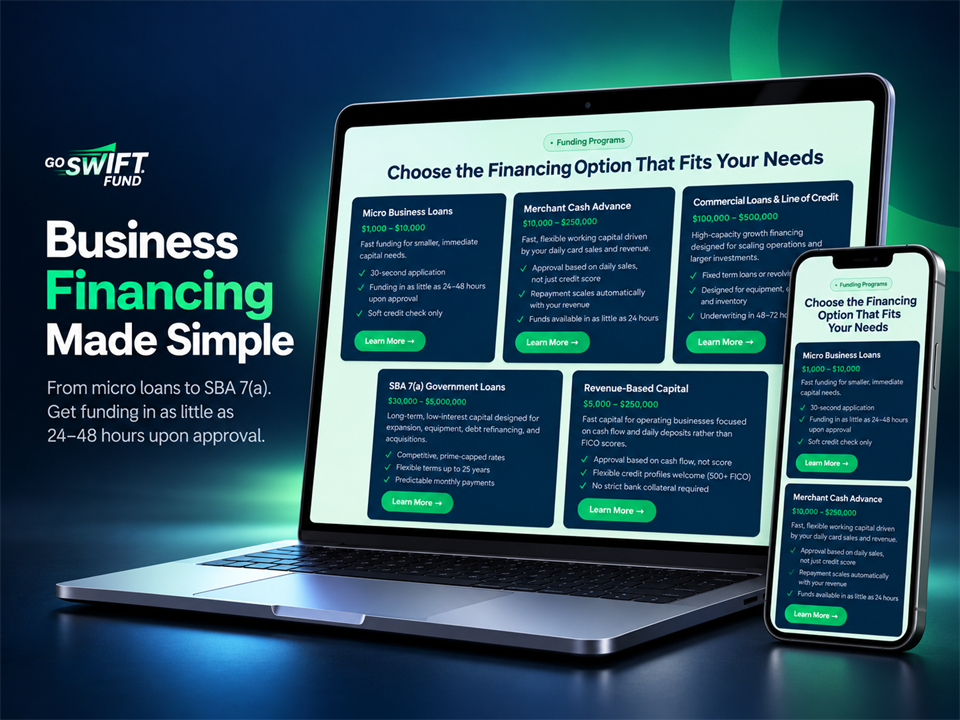 GO SWIFT FUND
Business
Financing
Made Simple
From micro loans to SBA 7(a).
Get funding in as little as
24–48 hours upon approval.
• Funding Programs
Choose the Financing Option That Fits Your Needs
Micro Business Loans
$1,000 – $10,000
Fast funding for smaller, immediate
capital needs.
✓ 30-second application
✓ Funding in as little as 24–48 hours
upon approval
✓ Soft credit check only
Learn More →
Merchant Cash Advance
$10,000 – $250,000
Fast, flexible working capital driven
by your daily card sales and revenue.
✓ Approval based on daily sales,
not just credit score
✓ Repayment scales automatically
with your revenue
✓ Funds available in as little as 24 hours
Learn More →
Commercial Loans & Line of Credit
$100,000 – $500,000
High-capacity growth financing
designed for scaling operations and
larger investments.
✓ Fixed term loans or
✓ Designed for equipment,
and inventory
✓ Underwriting in 48–72
Learn More →
SBA 7(a) Government Loans
$30,000 – $5,000,000
Long-term, low-interest capital designed for
expansion, equipment, debt refinancing, and
acquisitions.
✓ Competitive, prime-capped rates
✓ Flexible terms up to 25 years
✓ Predictable monthly payments
Learn More →
Revenue-Based Capital
$5,000 – $250,000
Fast capital for operating businesses focused
on cash flow and daily deposits rather than
FICO scores.
✓ Approval based on cash flow, not score
✓ Flexible credit profiles welcome (500+ FICO)
✓ No strict bank collateral required
Learn More →
• Funding Programs
Choose the Financing
Option That Fits
Your Needs
Micro Business Loans
$1,000 – $10,000
Fast funding for smaller, immediate
capital needs.
✓ 30-second application
✓ Funding in as little as 24–48 hours
upon approval
✓ Soft credit check only
Learn More →
Merchant Cash Advance
$10,000 – $250,000
Fast, flexible working capital driven
by your daily card sales and revenue.
✓ Approval based on daily sales,
not just credit score
✓ Repayment scales automatically
with your revenue
✓ Funds available in as little as 24 hours
Learn More →